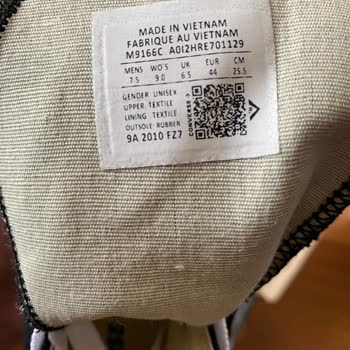 MADE IN VIETNAM
FABRIQUE AU VIETNAM
M9166C A0I2HRE701129
MENS WO'S UK EUR CM
7.5 9.0 6.5 44 25.5
GENDER UNISEX
UPPER TEXTILE
LINING TEXTILE
OUTSOLE RUBBER
9A 2010 FZ7
CONVERSE